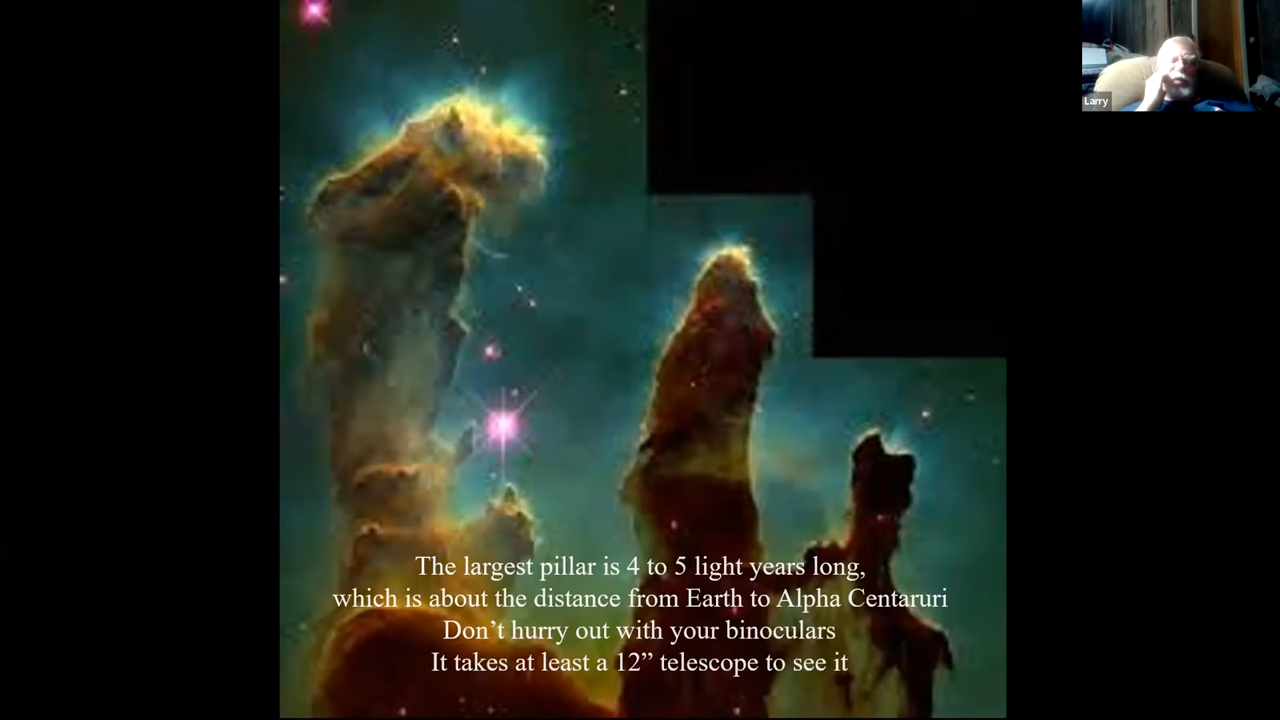 Larry
The largest pillar is 4 to 5 light years long,
which is about the distance from Earth to Alpha Centaruri
Don’t hurry out with your binoculars
It takes at least a 12” telescope to see it